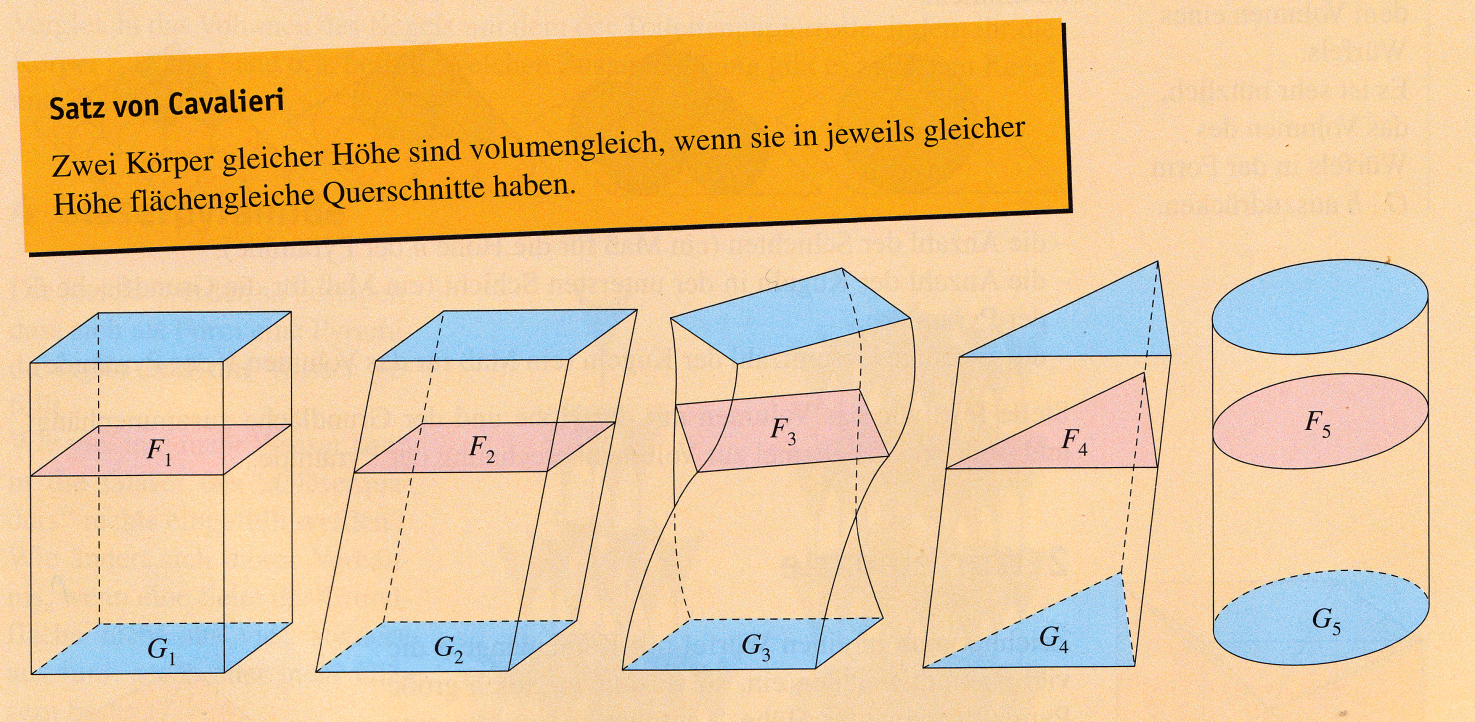 Satz von Cavalieri
Zwei Körper gleicher Höhe sind volumengleich, wenn sie in jeweils gleicher
Höhe flächengleiche Querschnitte haben.
F1
F2
F3
F4
F5
G1
G2
G3
G4
G5